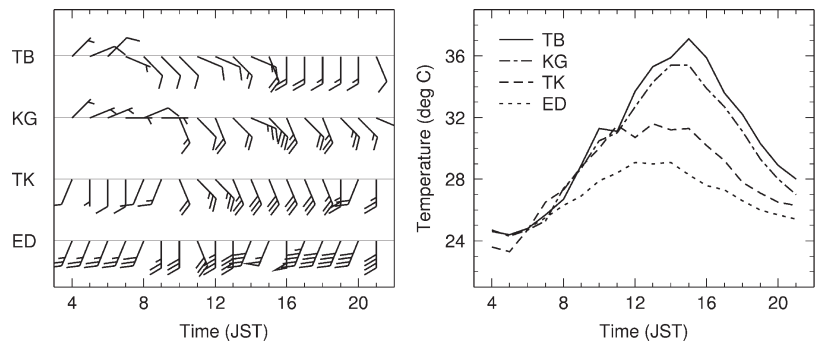 TB
KG
TK
ED
4 8 12 16 20
Time (JST)
Temperature (deg C)
36
32
28
24
TB
KG
TK
ED
4 8 12 16 20
Time (JST)